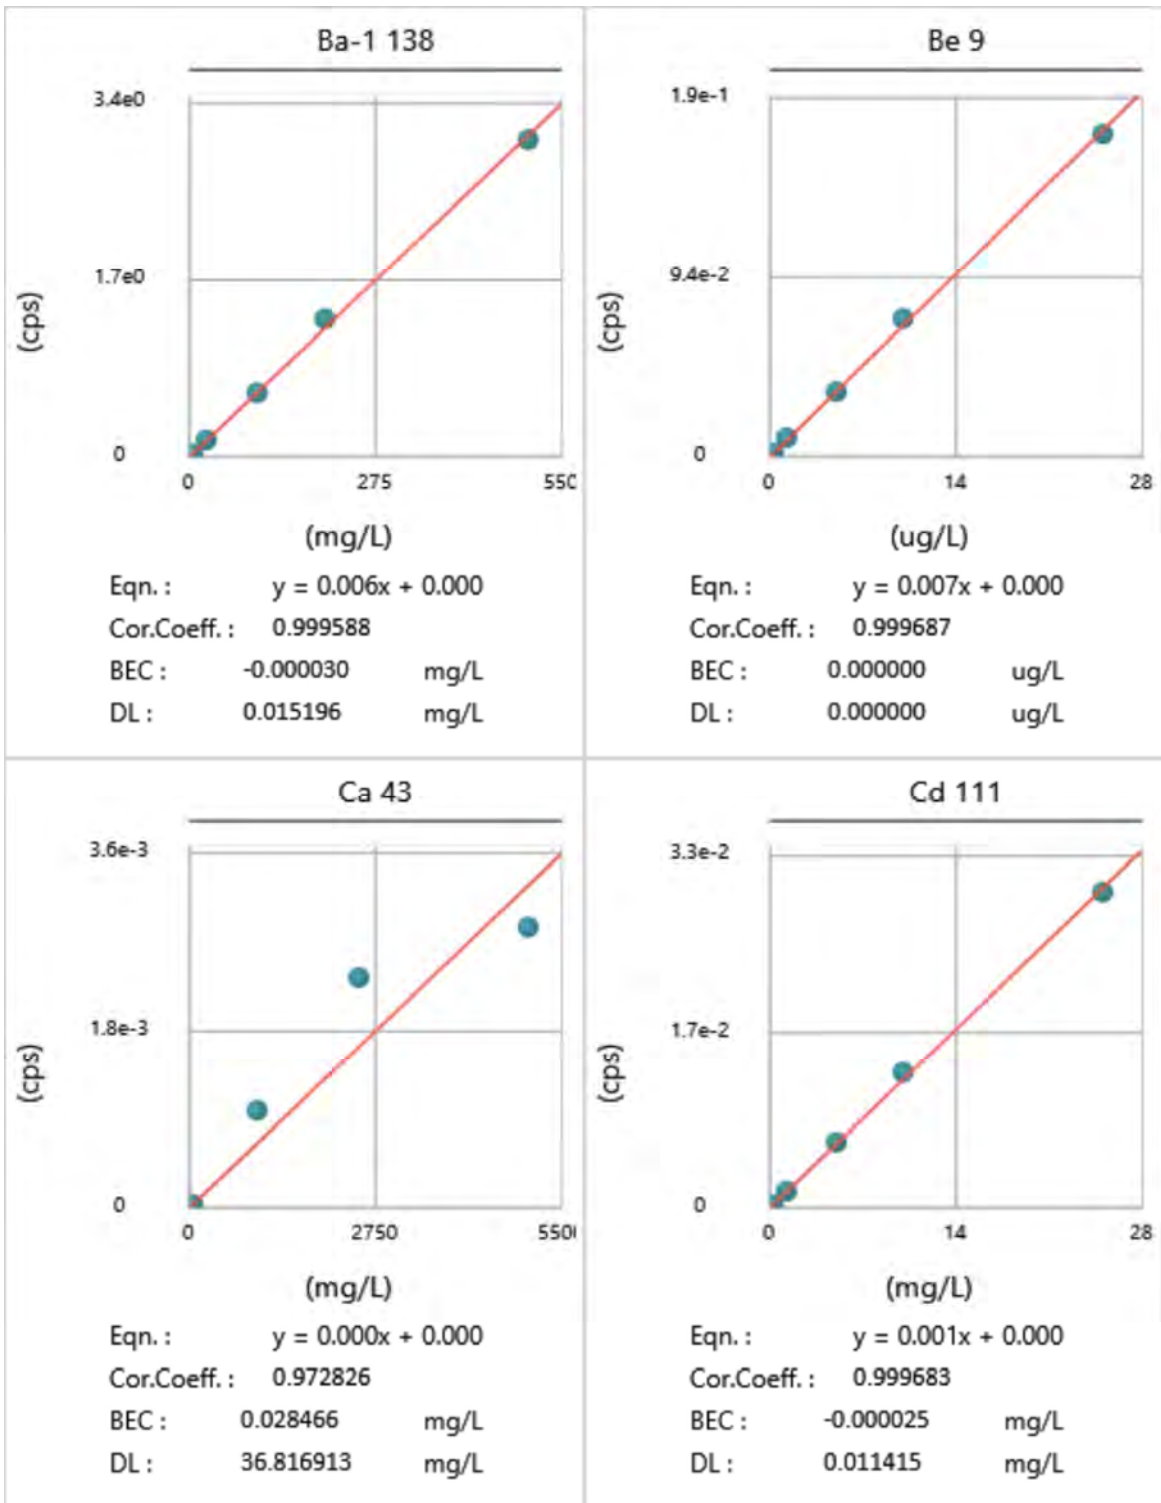 Ba-1 138
3.4e0
1.7e0
0
(cps)
0 275 550
(mg/L)
Eqn. : y = 0.006x + 0.000
Cor.Coeff. : 0.999588
BEC : -0.000030 mg/L
DL : 0.015196 mg/L
Be 9
1.9e-1
9.4e-2
0
(cps)
0 14 28
(ug/L)
Eqn. : y = 0.007x + 0.000
Cor.Coeff. : 0.999687
BEC : 0.000000 ug/L
DL : 0.000000 ug/L
Ca 43
3.6e-3
1.8e-3
0
(cps)
0 2750 550
(mg/L)
Eqn. : y = 0.000x + 0.000
Cor.Coeff. : 0.972826
BEC : 0.028466 mg/L
DL : 36.816913 mg/L
Cd 111
3.3e-2
1.7e-2
0
(cps)
0 14 28
(mg/L)
Eqn. : y = 0.001x + 0.000
Cor.Coeff. : 0.999683
BEC : -0.000025 mg/L
DL : 0.011415 mg/L